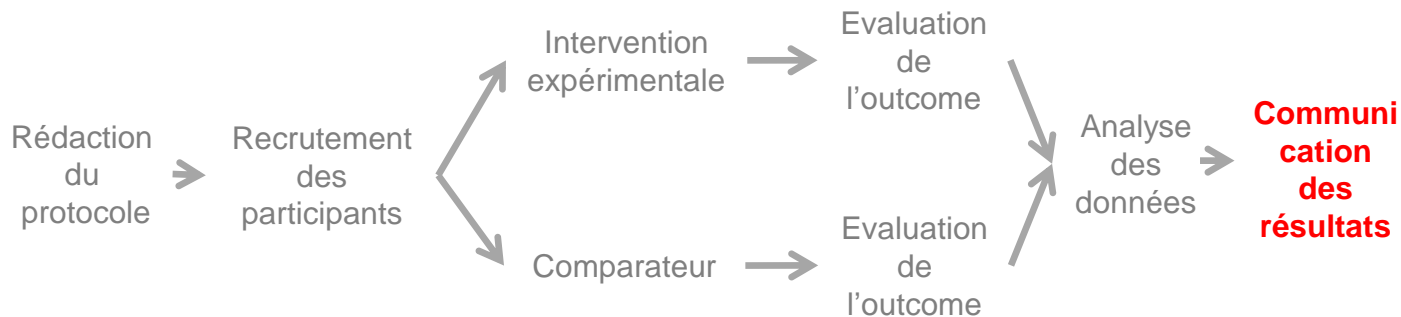 Rédaction
du
protocole
Recrutement
des
participants
Intervention
expérimentale
Evaluation
de
l’outcome
Comparateur
Evaluation
de
l’outcome
Analyse
des
données
Communi
cation
des
résultats